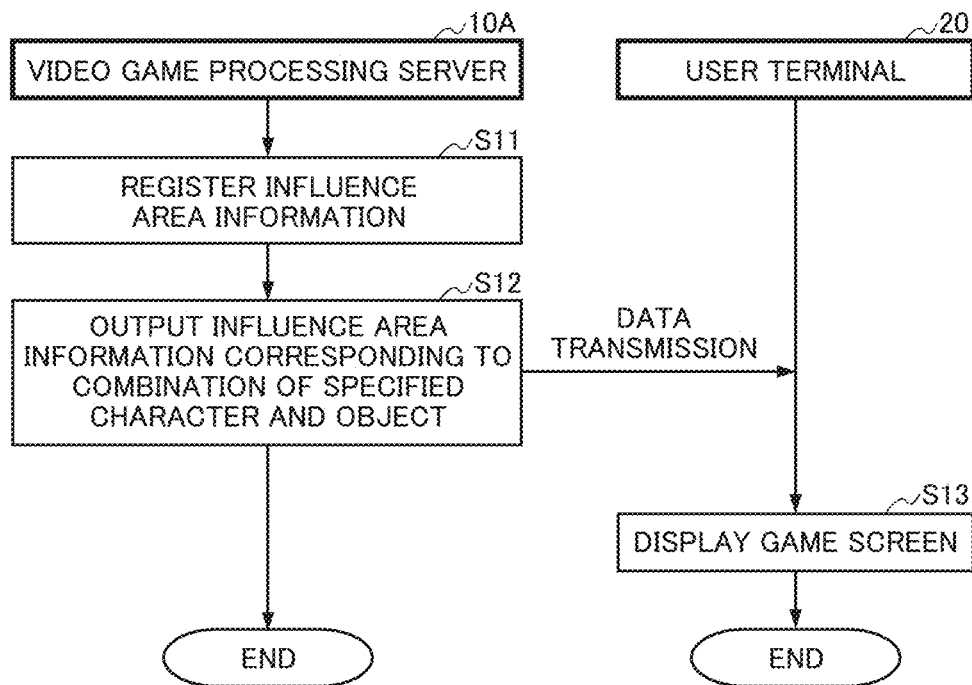 10A
VIDEO GAME PROCESSING SERVER
20
USER TERMINAL
S11
REGISTER INFLUENCE
AREA INFORMATION
S12
OUTPUT INFLUENCE AREA
INFORMATION CORRESPONDING TO
COMBINATION OF SPECIFIED
CHARACTER AND OBJECT
DATA
TRANSMISSION
S13
DISPLAY GAME SCREEN
END
END